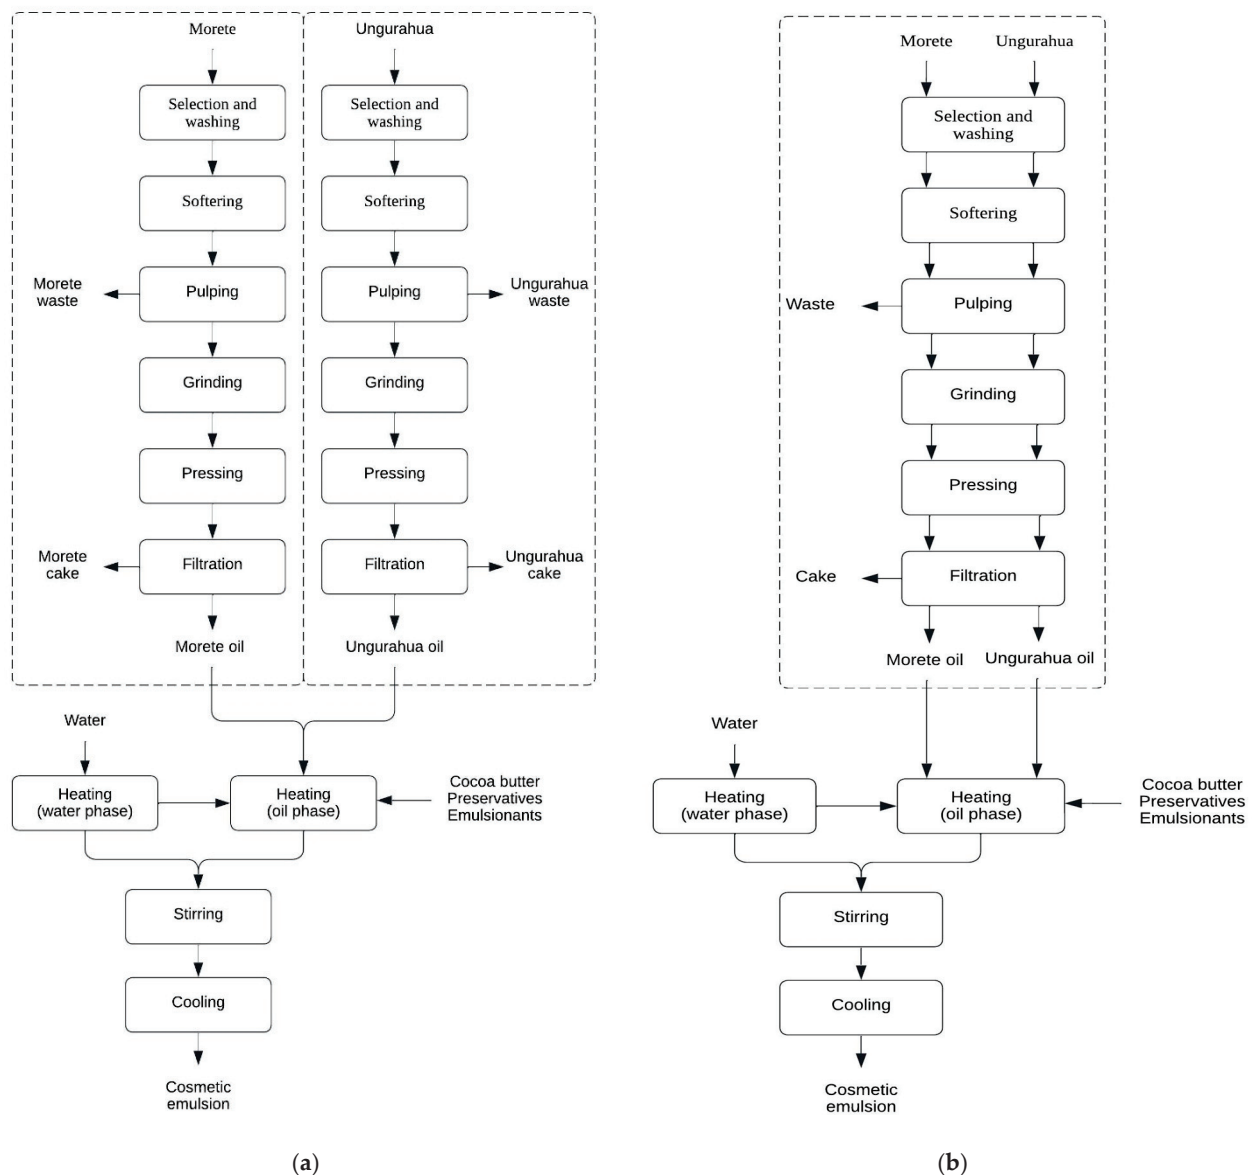 Morete
Ungurahua
Selection and
washing
Selection and
washing
Softering
Softering
Morete
waste
Pulping
Pulping
Ungurahua
waste
Grinding
Grinding
Pressing
Pressing
Morete
cake
Filtration
Filtration
Ungurahua
cake
Morete oil
Ungurahua oil
Water
Heating
(water phase)
Heating
(oil phase)
Cocoa butter
Preservatives
Emulsionants
Stirring
Cooling
Cosmetic
emulsion
(a)
Morete
Ungurahua
Selection and
washing
Softering
Waste
Pulping
Grinding
Pressing
Cake
Filtration
Morete oil
Ungurahua oil
Water
Heating
(water phase)
Heating
(oil phase)
Cocoa butter
Preservatives
Emulsionants
Stirring
Cooling
Cosmetic
emulsion
(b)